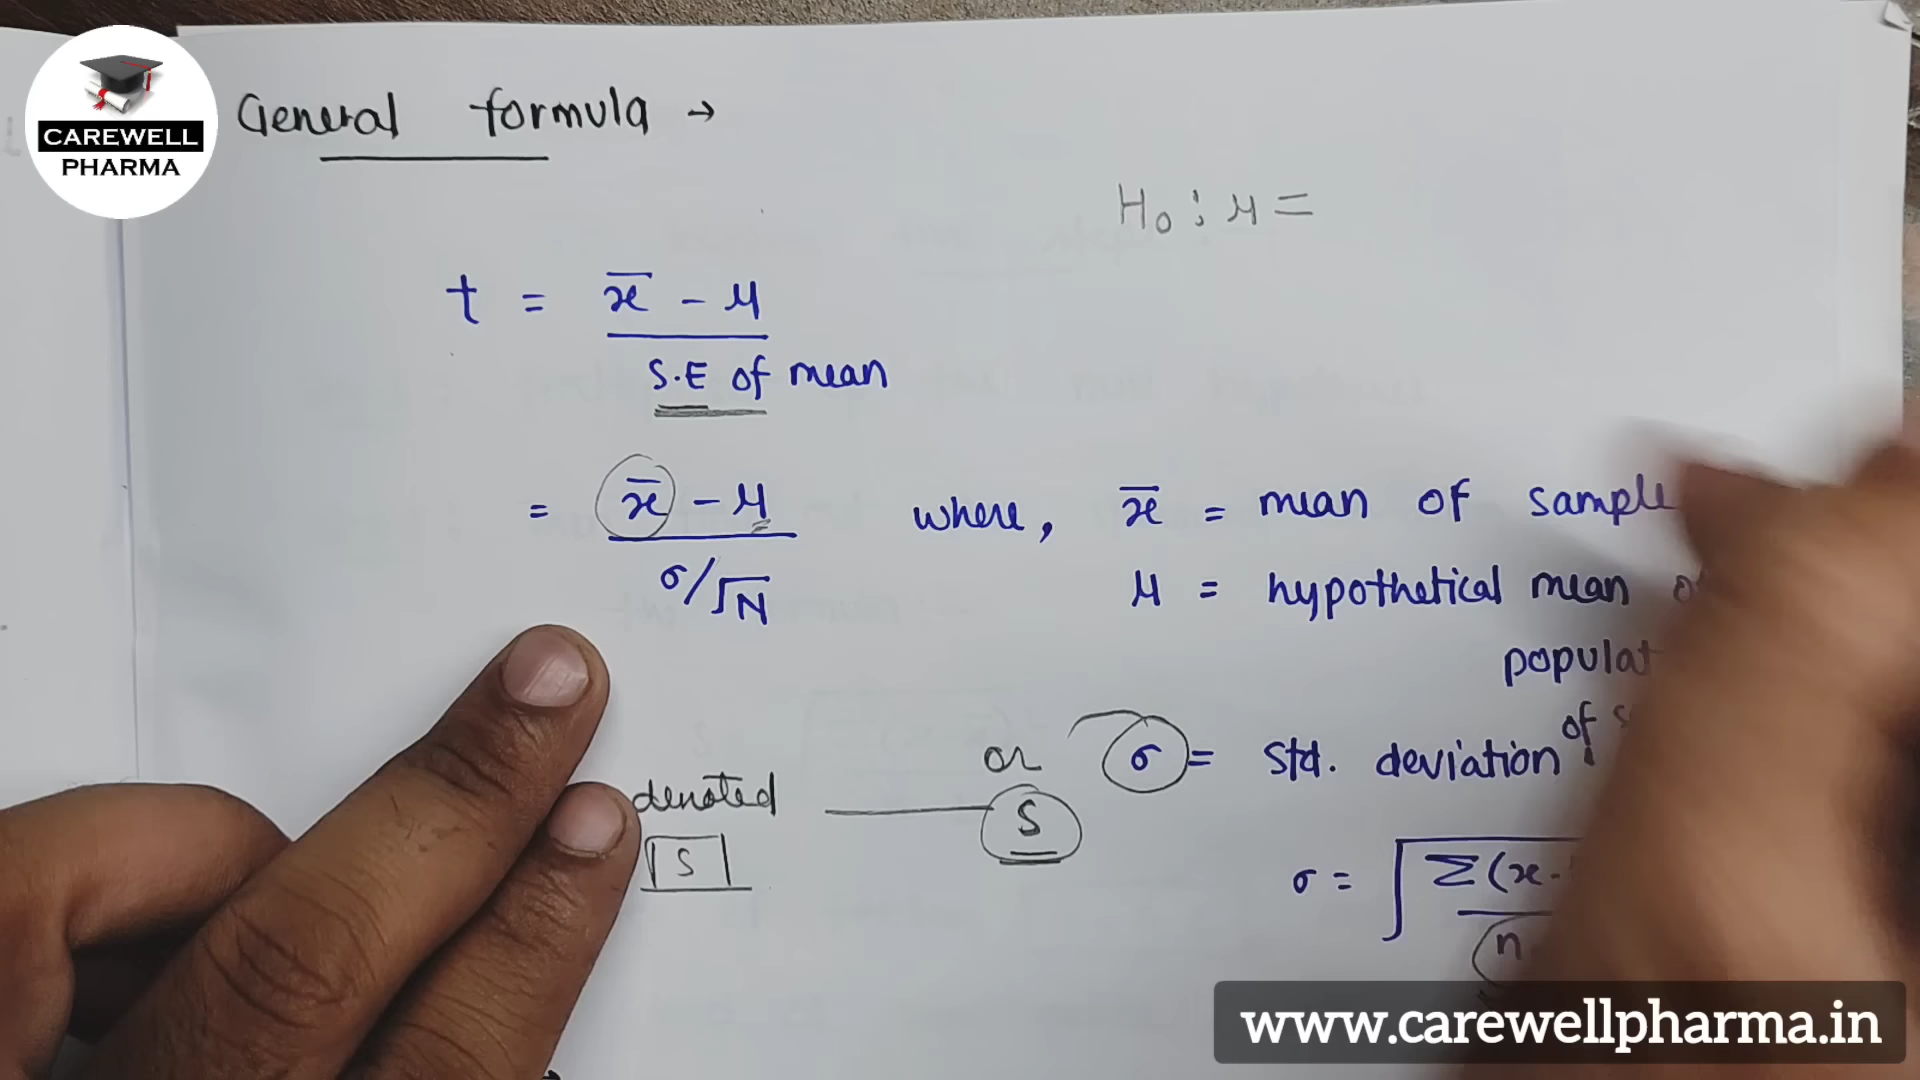 CAREWELL
PHARMA
General formula →
H₀ : μ =
t = x̄ - μ
S.E of mean
= x̄ - μ
σ/√N
where, x̄ = mean of sample
μ = hypothetical mean
σ = std. deviation of
or
denoted
S
S
σ = √ Σ(x -
n
www.carewellpharma.in